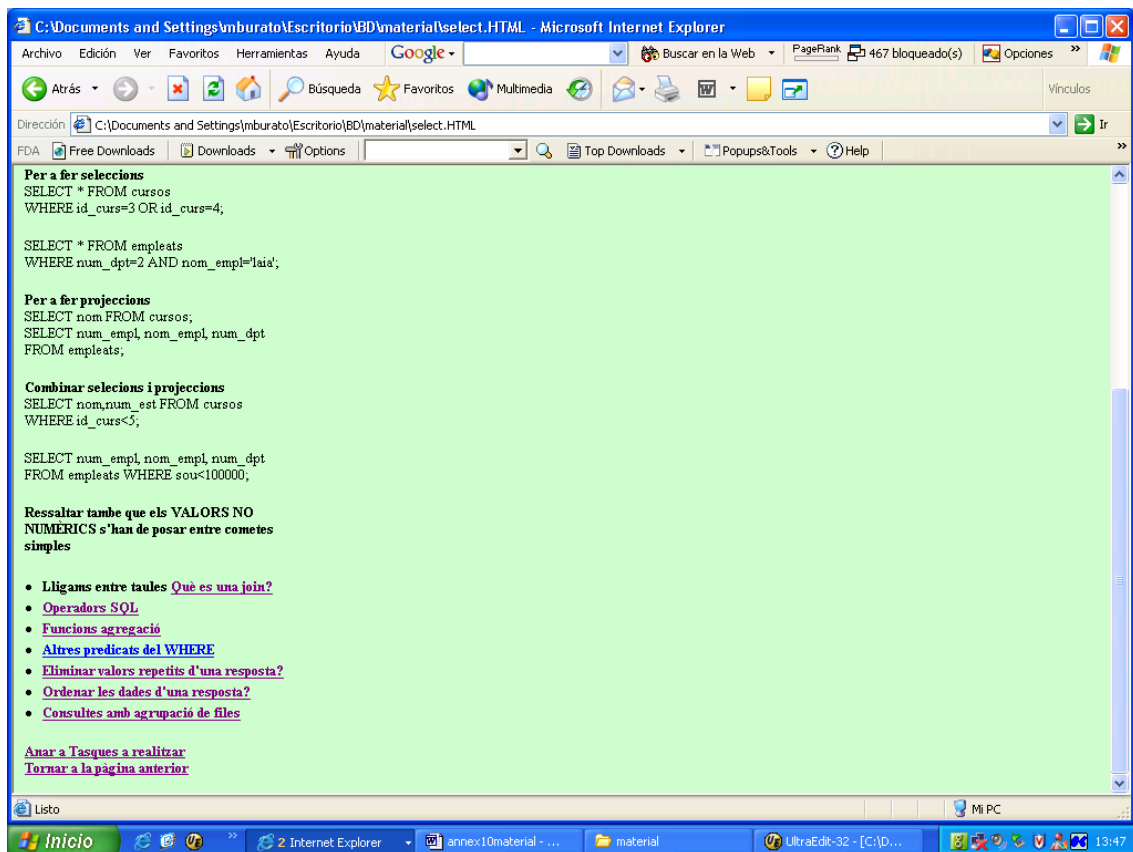 C:\Documents and Settings\mburato\Escritorio\BD\material\select.HTML - Microsoft Internet Explorer
Archivo Edición Ver Favoritos Herramientas Ayuda Google Buscar en la Web PageRank 467 bloqueado(s) Opciones »
Atrás Búsqueda Favoritos Multimedia Vínculos
Dirección C:\Documents and Settings\mburato\Escritorio\BD\material\select.HTML Ir
FDA Free Downloads Downloads Options Top Downloads Popups&Tools Help »
Per a fer seleccions
SELECT * FROM cursos
WHERE id_curs=3 OR id_curs=4;
SELECT * FROM empleats
WHERE num_dpt=2 AND nom_empl='laia';
Per a fer projeccions
SELECT nom FROM cursos;
SELECT num_empl, nom_empl, num_dpt
FROM empleats;
Combinar selecions i projeccions
SELECT nom,num_est FROM cursos
WHERE id_curs<5;
SELECT num_empl, nom_empl, num_dpt
FROM empleats WHERE sou<100000;
Ressaltar tambe que els VALORS NO
NUMÈRICS s'han de posar entre cometes
simples
• Lligams entre taules Què es una join?
• Operadors SQL
• Funcions agregació
• Altres predicats del WHERE
• Eliminar valors repetits d'una resposta?
• Ordenar les dades d'una resposta?
• Consultes amb agrupació de files
Anar a Tasques a realitzar
Tornar a la pàgina anterior
Listo Mi PC
Inicio » 2 Internet Explorer annex10material - ... material UltraEdit-32 - [C:\D... 13:47